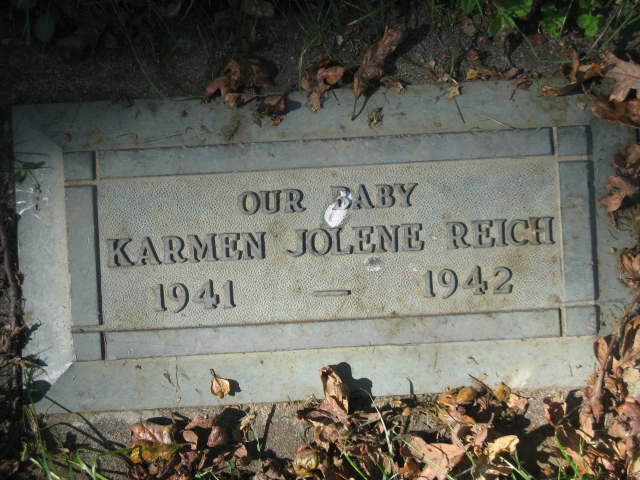 OUR BABY
KARMEN JOLENE REICH
1941 — 1942